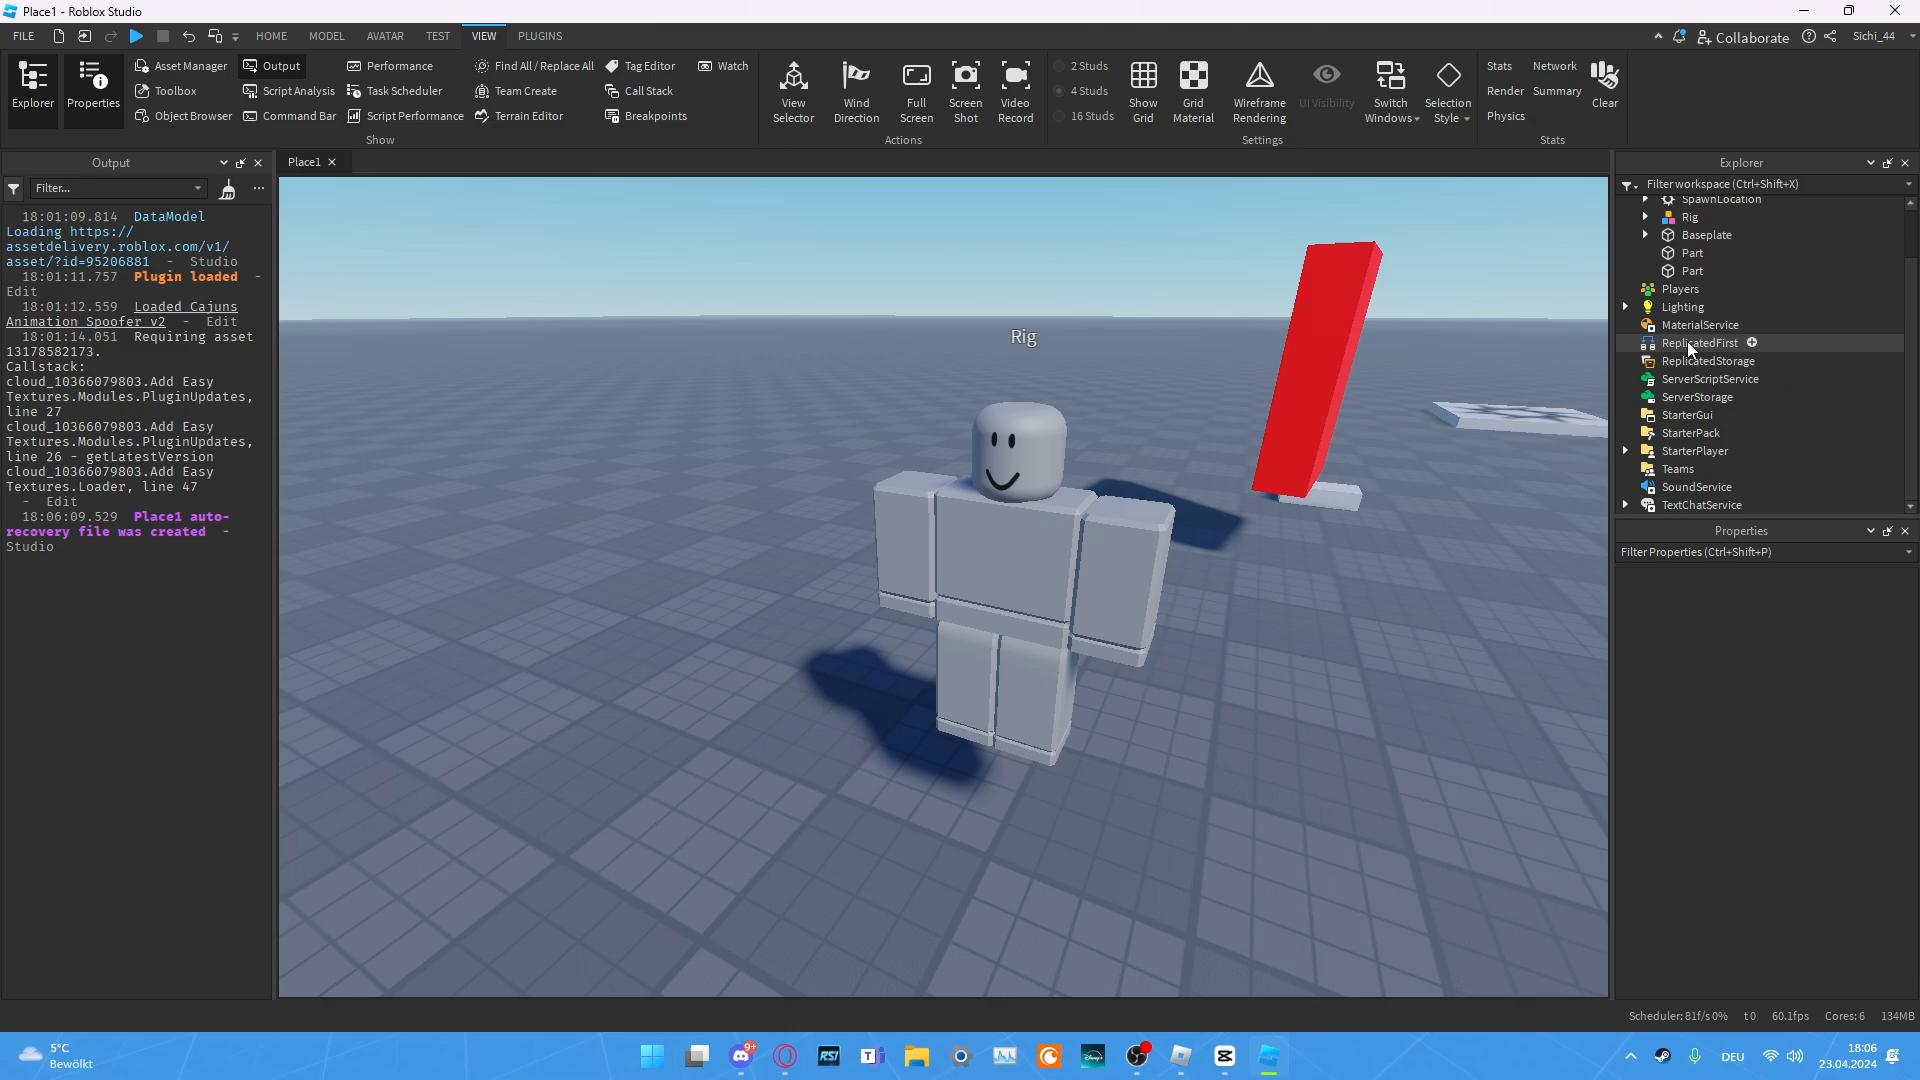 Place1 - Roblox Studio
FILE HOME MODEL AVATAR TEST VIEW PLUGINS Collaborate Sichi_44
Explorer
Properties
Asset Manager
Toolbox
Object Browser
Output
Script Analysis
Command Bar
Performance
Task Scheduler
Script Performance
Find All / Replace All
Team Create
Terrain Editor
Tag Editor
Call Stack
Breakpoints
Watch
Show
View
Selector
Wind
Direction
Full
Screen
Screen
Shot
Video
Record
Actions
2 Studs
4 Studs
16 Studs
Show
Grid
Grid
Material
Wireframe
Rendering
UI Visibility
Switch
Windows
Selection
Style
Settings
Stats
Network
Render
Summary
Physics
Clear
Stats
Output
Filter...
18:01:09.814 DataModel
Loading https://
assetdelivery.roblox.com/v1/
asset/?id=95206881 - Studio
18:01:11.757 Plugin loaded -
Edit
18:01:12.559 Loaded Cajuns
Animation Spoofer v2 - Edit
18:01:14.051 Requiring asset
13178582173.
Callstack:
cloud_10366079803.Add Easy
Textures.Modules.PluginUpdates,
line 27
cloud_10366079803.Add Easy
Textures.Modules.PluginUpdates,
line 26 - getLatestVersion
cloud_10366079803.Add Easy
Textures.Loader, line 47
- Edit
18:06:09.529 Place1 auto-
recovery file was created -
Studio
Place1
Rig
Explorer
Filter workspace (Ctrl+Shift+X)
SpawnLocation
Rig
Baseplate
Part
Part
Players
Lighting
MaterialService
ReplicatedFirst
ReplicatedStorage
ServerScriptService
ServerStorage
StarterGui
StarterPack
StarterPlayer
Teams
SoundService
TextChatService
Properties
Filter Properties (Ctrl+Shift+P)
Scheduler: 81f/s 0% t 0 60.1fps Cores: 6 134MB
5°C
Bewölkt
9+
RSI
DEU
18:06
23.04.2024